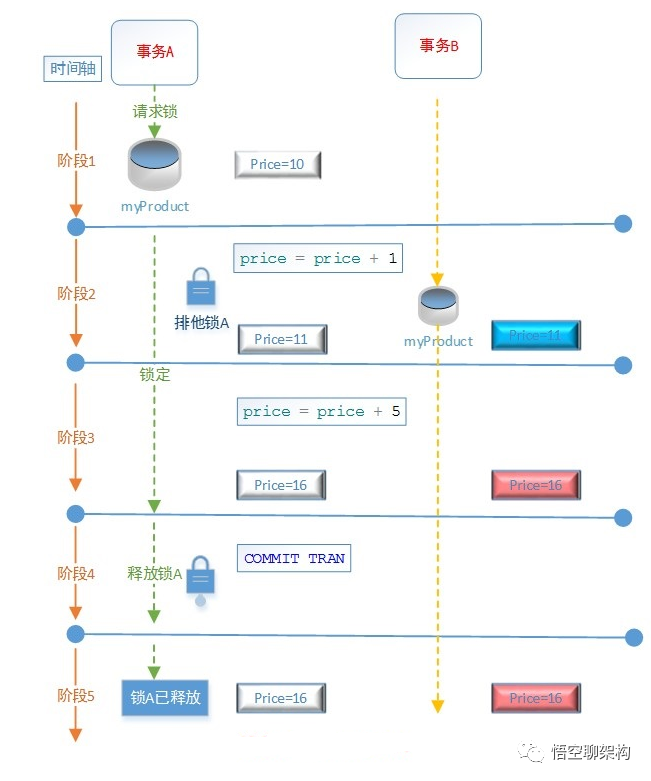 事务A
事务B
时间轴
请求锁
阶段1
Price=10
myProduct
price = price + 1
阶段2
排他锁A
Price=11
myProduct
Price=11
锁定
price = price + 5
阶段3
Price=16
Price=16
COMMIT TRAN
阶段4
释放锁A
阶段5
锁A已释放
Price=16
Price=16
悟空聊架构